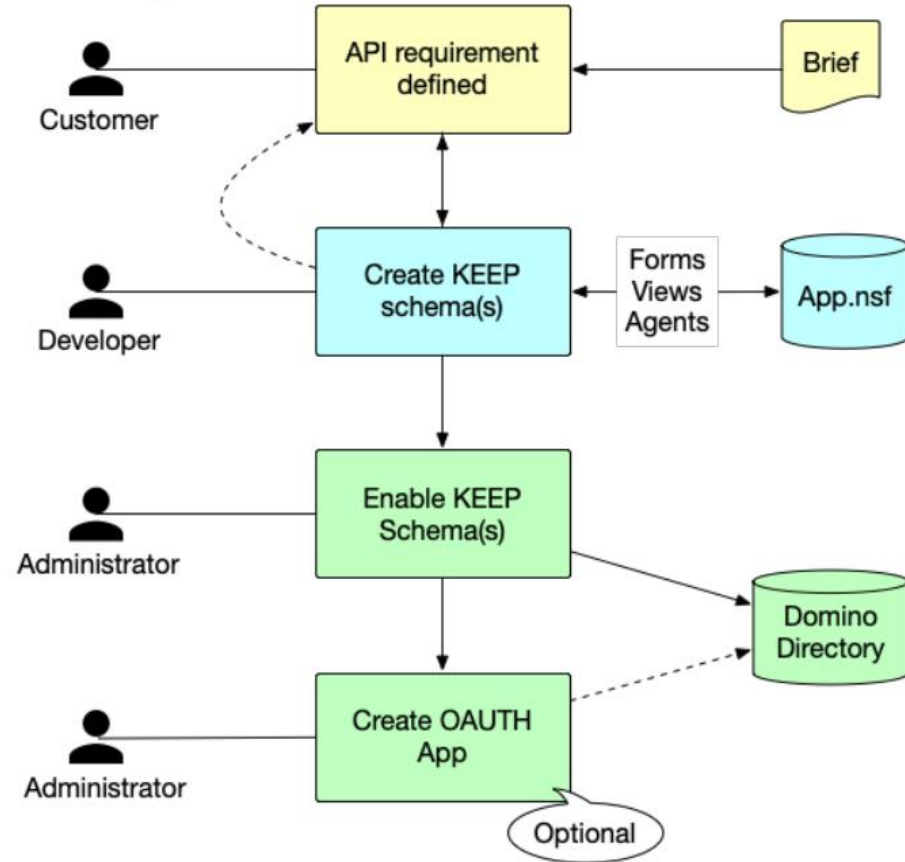 API requirement
defined
Brief
Customer
Create KEEP
schema(s)
Forms
Views
Agents
App.nsf
Developer
Enable KEEP
Schema(s)
Administrator
Domino
Directory
Create OAUTH
App
Administrator
Optional